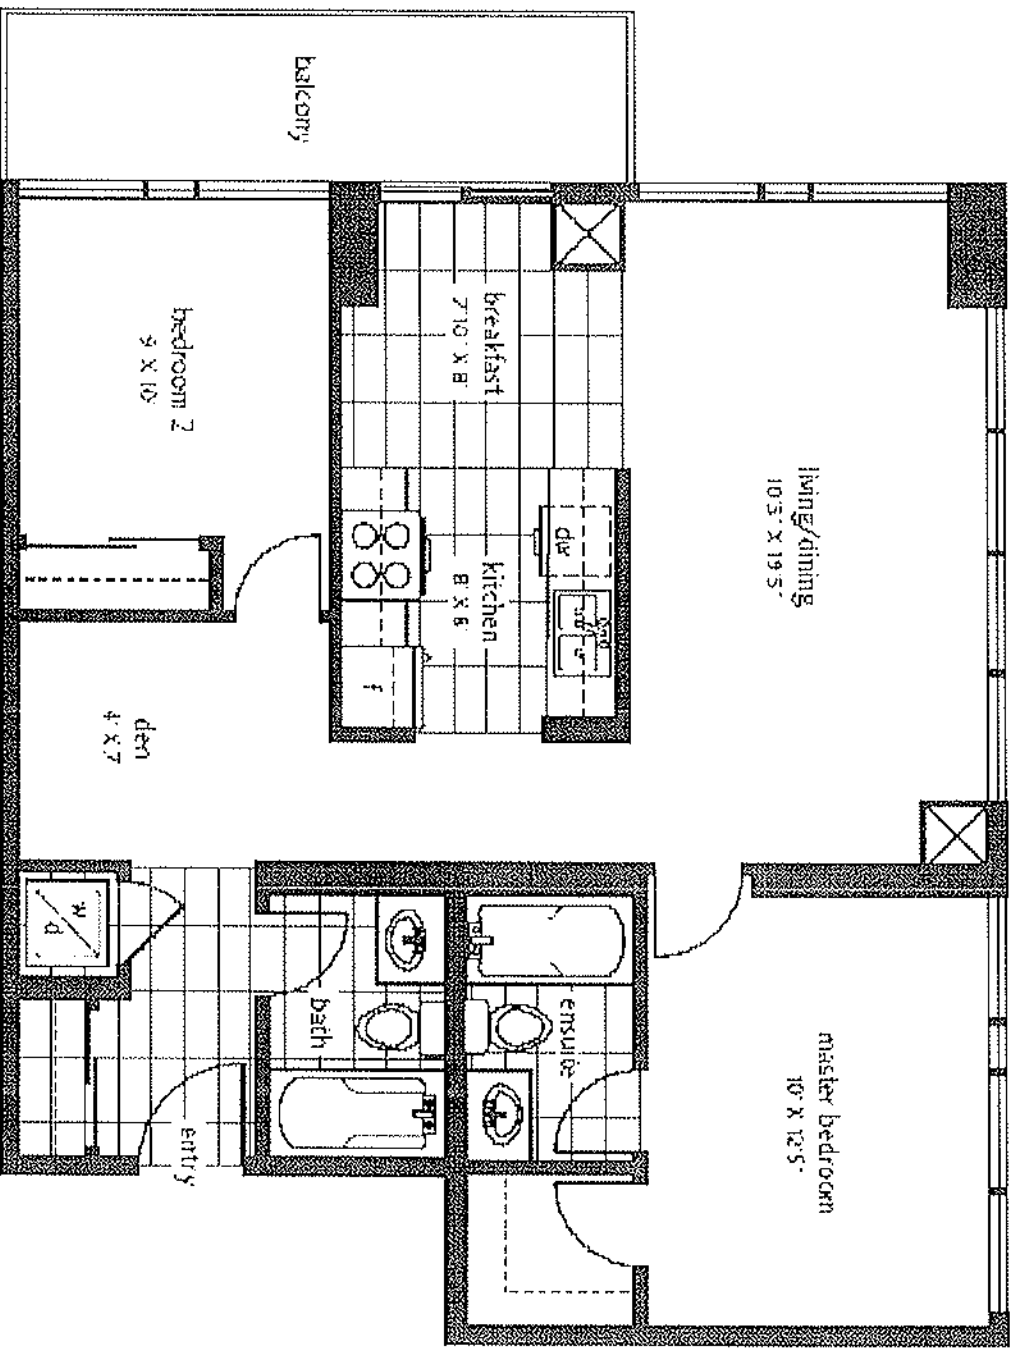 balcony
living/dining
10'5" X 19'5"
breakfast
7'10" X 8'
bedroom 2
9' X 10'
kitchen
8' X 8'
dw
f
den
4' X 7'
w
d
bath
ensuite
master bedroom
10' X 12'5"
entry